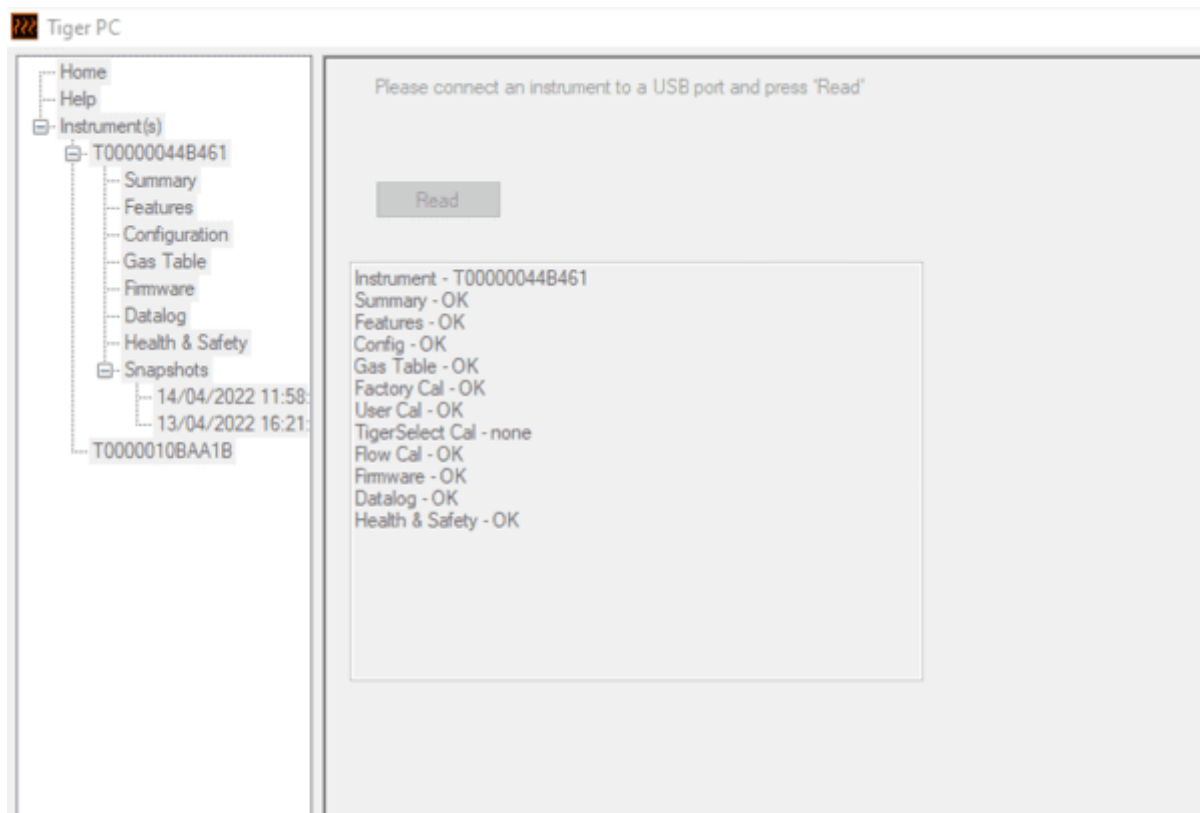 Tiger PC
Home
Help
Instrument(s)
T00000044B461
Summary
Features
Configuration
Gas Table
Firmware
Datalog
Health & Safety
Snapshots
14/04/2022 11:58:
13/04/2022 16:21:
T0000010BAA1B
Please connect an instrument to a USB port and press "Read"
Read
Instrument - T00000044B461
Summary - OK
Features - OK
Config - OK
Gas Table - OK
Factory Cal - OK
User Cal - OK
TigerSelect Cal - none
Flow Cal - OK
Firmware - OK
Datalog - OK
Health & Safety - OK